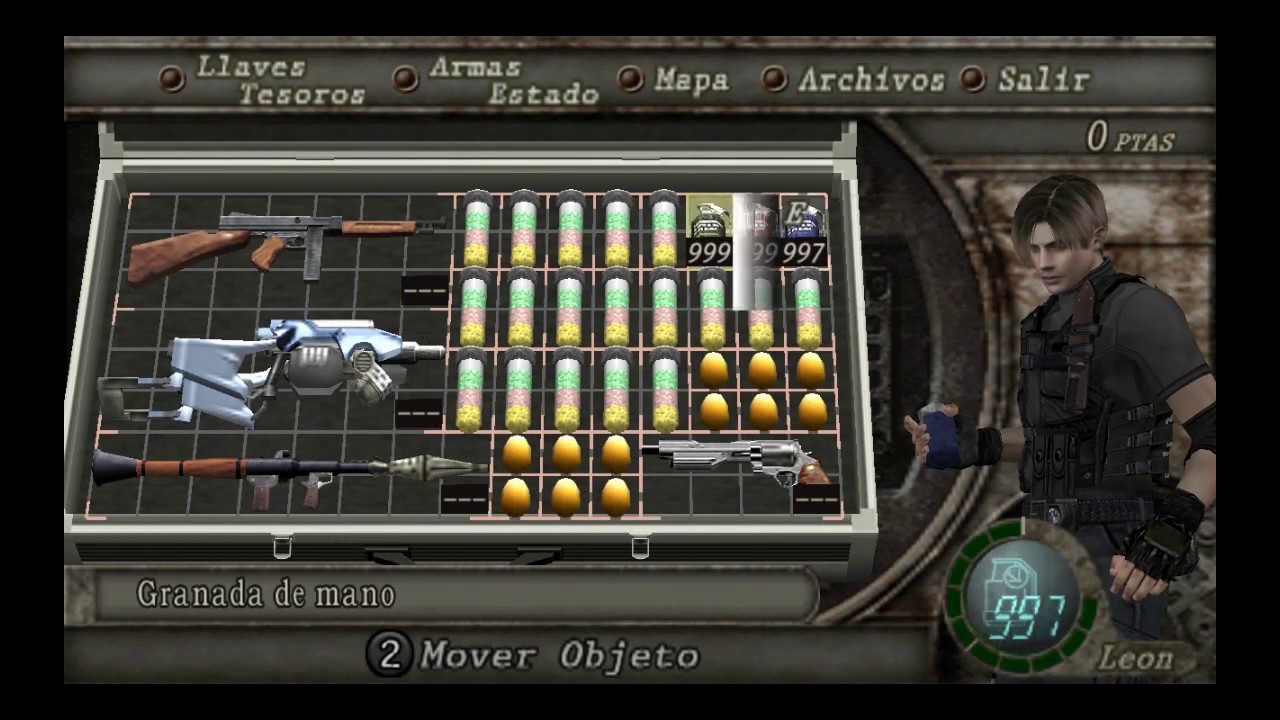 Llaves
Tesoros
Armas
Estado
Mapa
Archivos
Salir
0 PTAS
E
999 99 997
---
---
---
---
Granada de mano
997
2 Mover Objeto
Leon